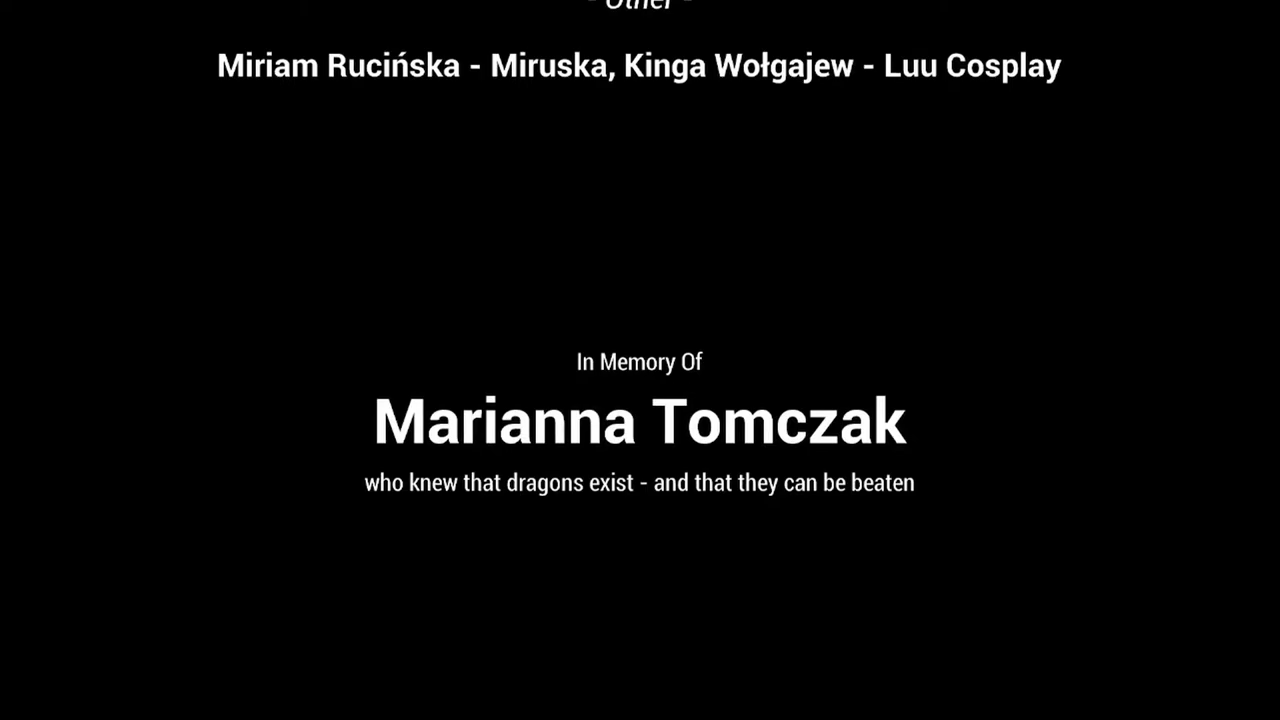 - Other -
Miriam Rucińska - Miruska, Kinga Wołgajew - Luu Cosplay
In Memory Of
Marianna Tomczak
who knew that dragons exist - and that they can be beaten